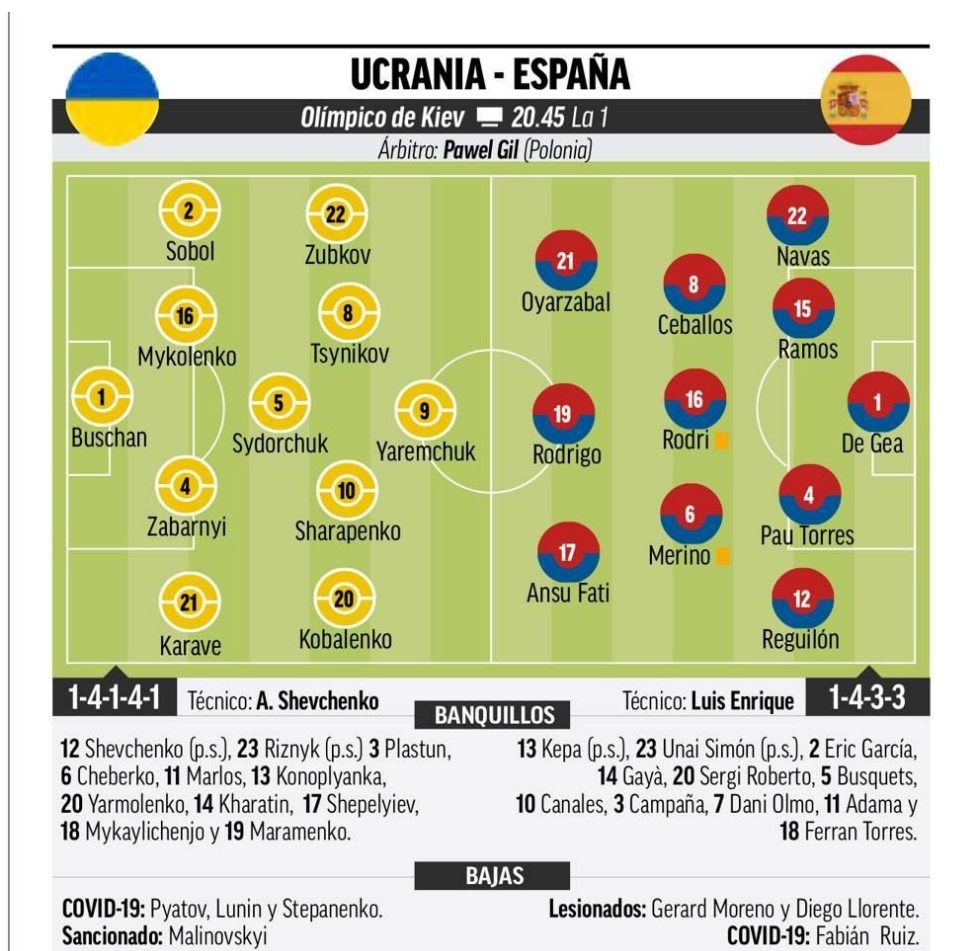 UCRANIA - ESPAÑA
Olímpico de Kiev 20.45 La 1
Árbitro: Pawel Gil (Polonia)
2
Sobol
22
Zubkov
16
Mykolenko
8
Tsynikov
1
Buschan
5
Sydorchuk
9
Yaremchuk
4
Zabarnyi
10
Sharapenko
21
Karave
20
Kobalenko
21
Oyarzabal
8
Ceballos
22
Navas
15
Ramos
19
Rodrigo
16
Rodri
1
De Gea
17
Ansu Fati
6
Merino
4
Pau Torres
12
Reguilón
1-4-1-4-1 Técnico: A. Shevchenko
Técnico: Luis Enrique 1-4-3-3
BANQUILLOS
12 Shevchenko (p.s.), 23 Riznyk (p.s.) 3 Plastun,
6 Cheberko, 11 Marlos, 13 Konoplyanka,
20 Yarmolenko, 14 Kharatin, 17 Shepelyiev,
18 Mykaylichenjo y 19 Maramenko.
13 Kepa (p.s.), 23 Unai Simón (p.s.), 2 Eric García,
14 Gayà, 20 Sergi Roberto, 5 Busquets,
10 Canales, 3 Campaña, 7 Dani Olmo, 11 Adama y
18 Ferran Torres.
BAJAS
COVID-19: Pyatov, Lunin y Stepanenko.
Sancionado: Malinovskyi
Lesionados: Gerard Moreno y Diego Llorente.
COVID-19: Fabián Ruiz.